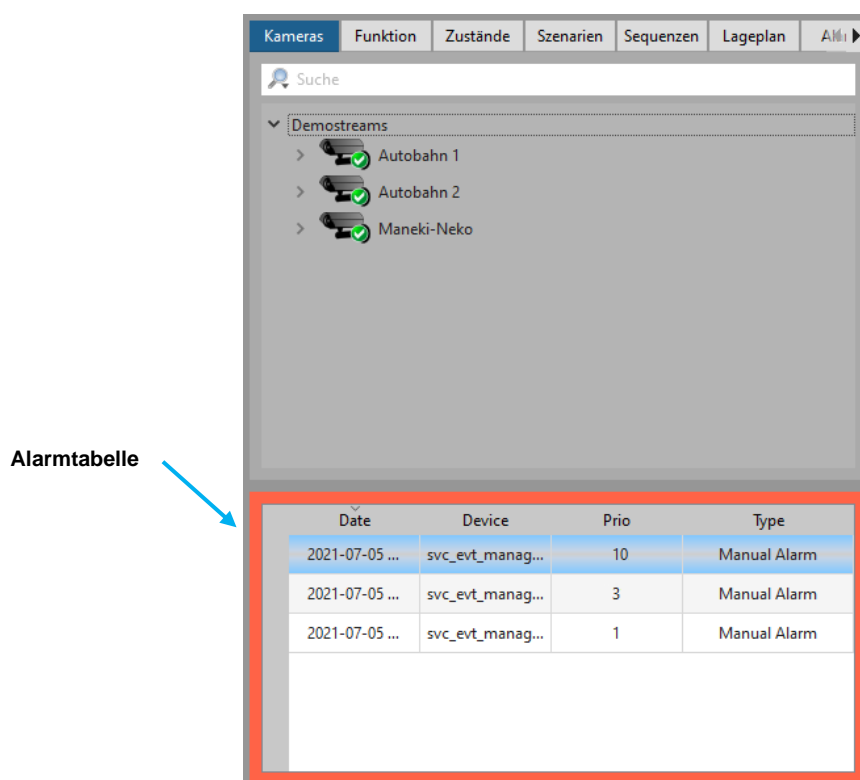 Kameras Funktion Zustände Szenarien Sequenzen Lageplan
Suche
Demostreams
Autobahn 1
Autobahn 2
Maneki-Neko
Alarmtabelle
Date Device Prio Type
2021-07-05 ... svc_evt_manag... 10 Manual Alarm
2021-07-05 ... svc_evt_manag... 3 Manual Alarm
2021-07-05 ... svc_evt_manag... 1 Manual Alarm